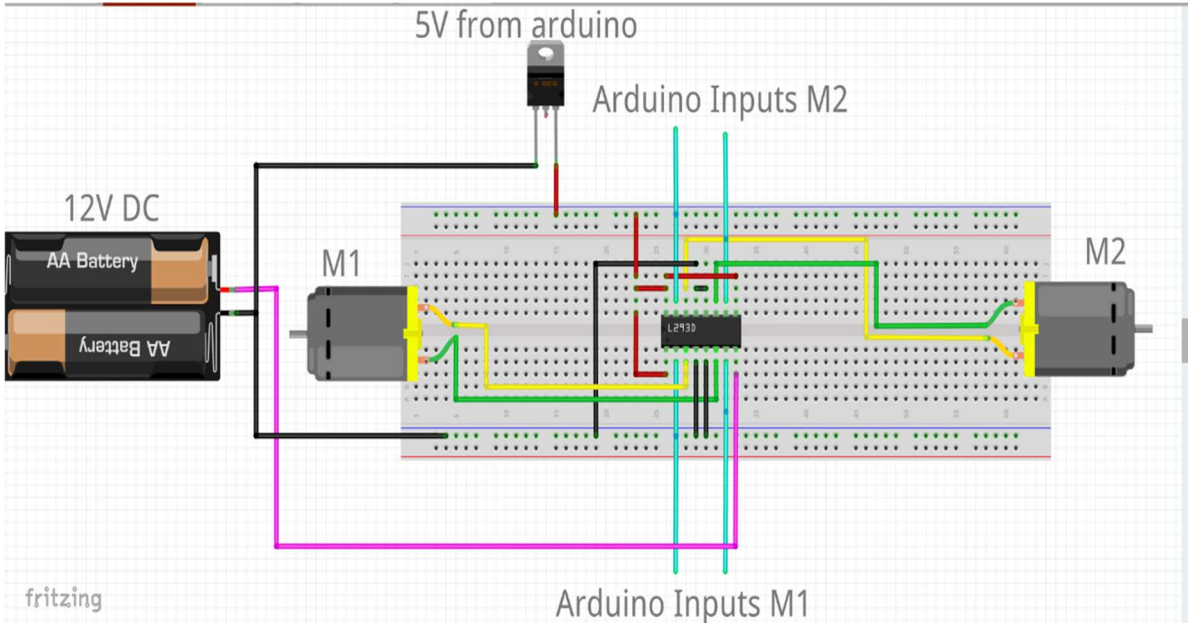 5V from arduino
Arduino Inputs M2
12V DC
AA Battery
AA Battery
M1
M2
L293D
Arduino Inputs M1
fritzing